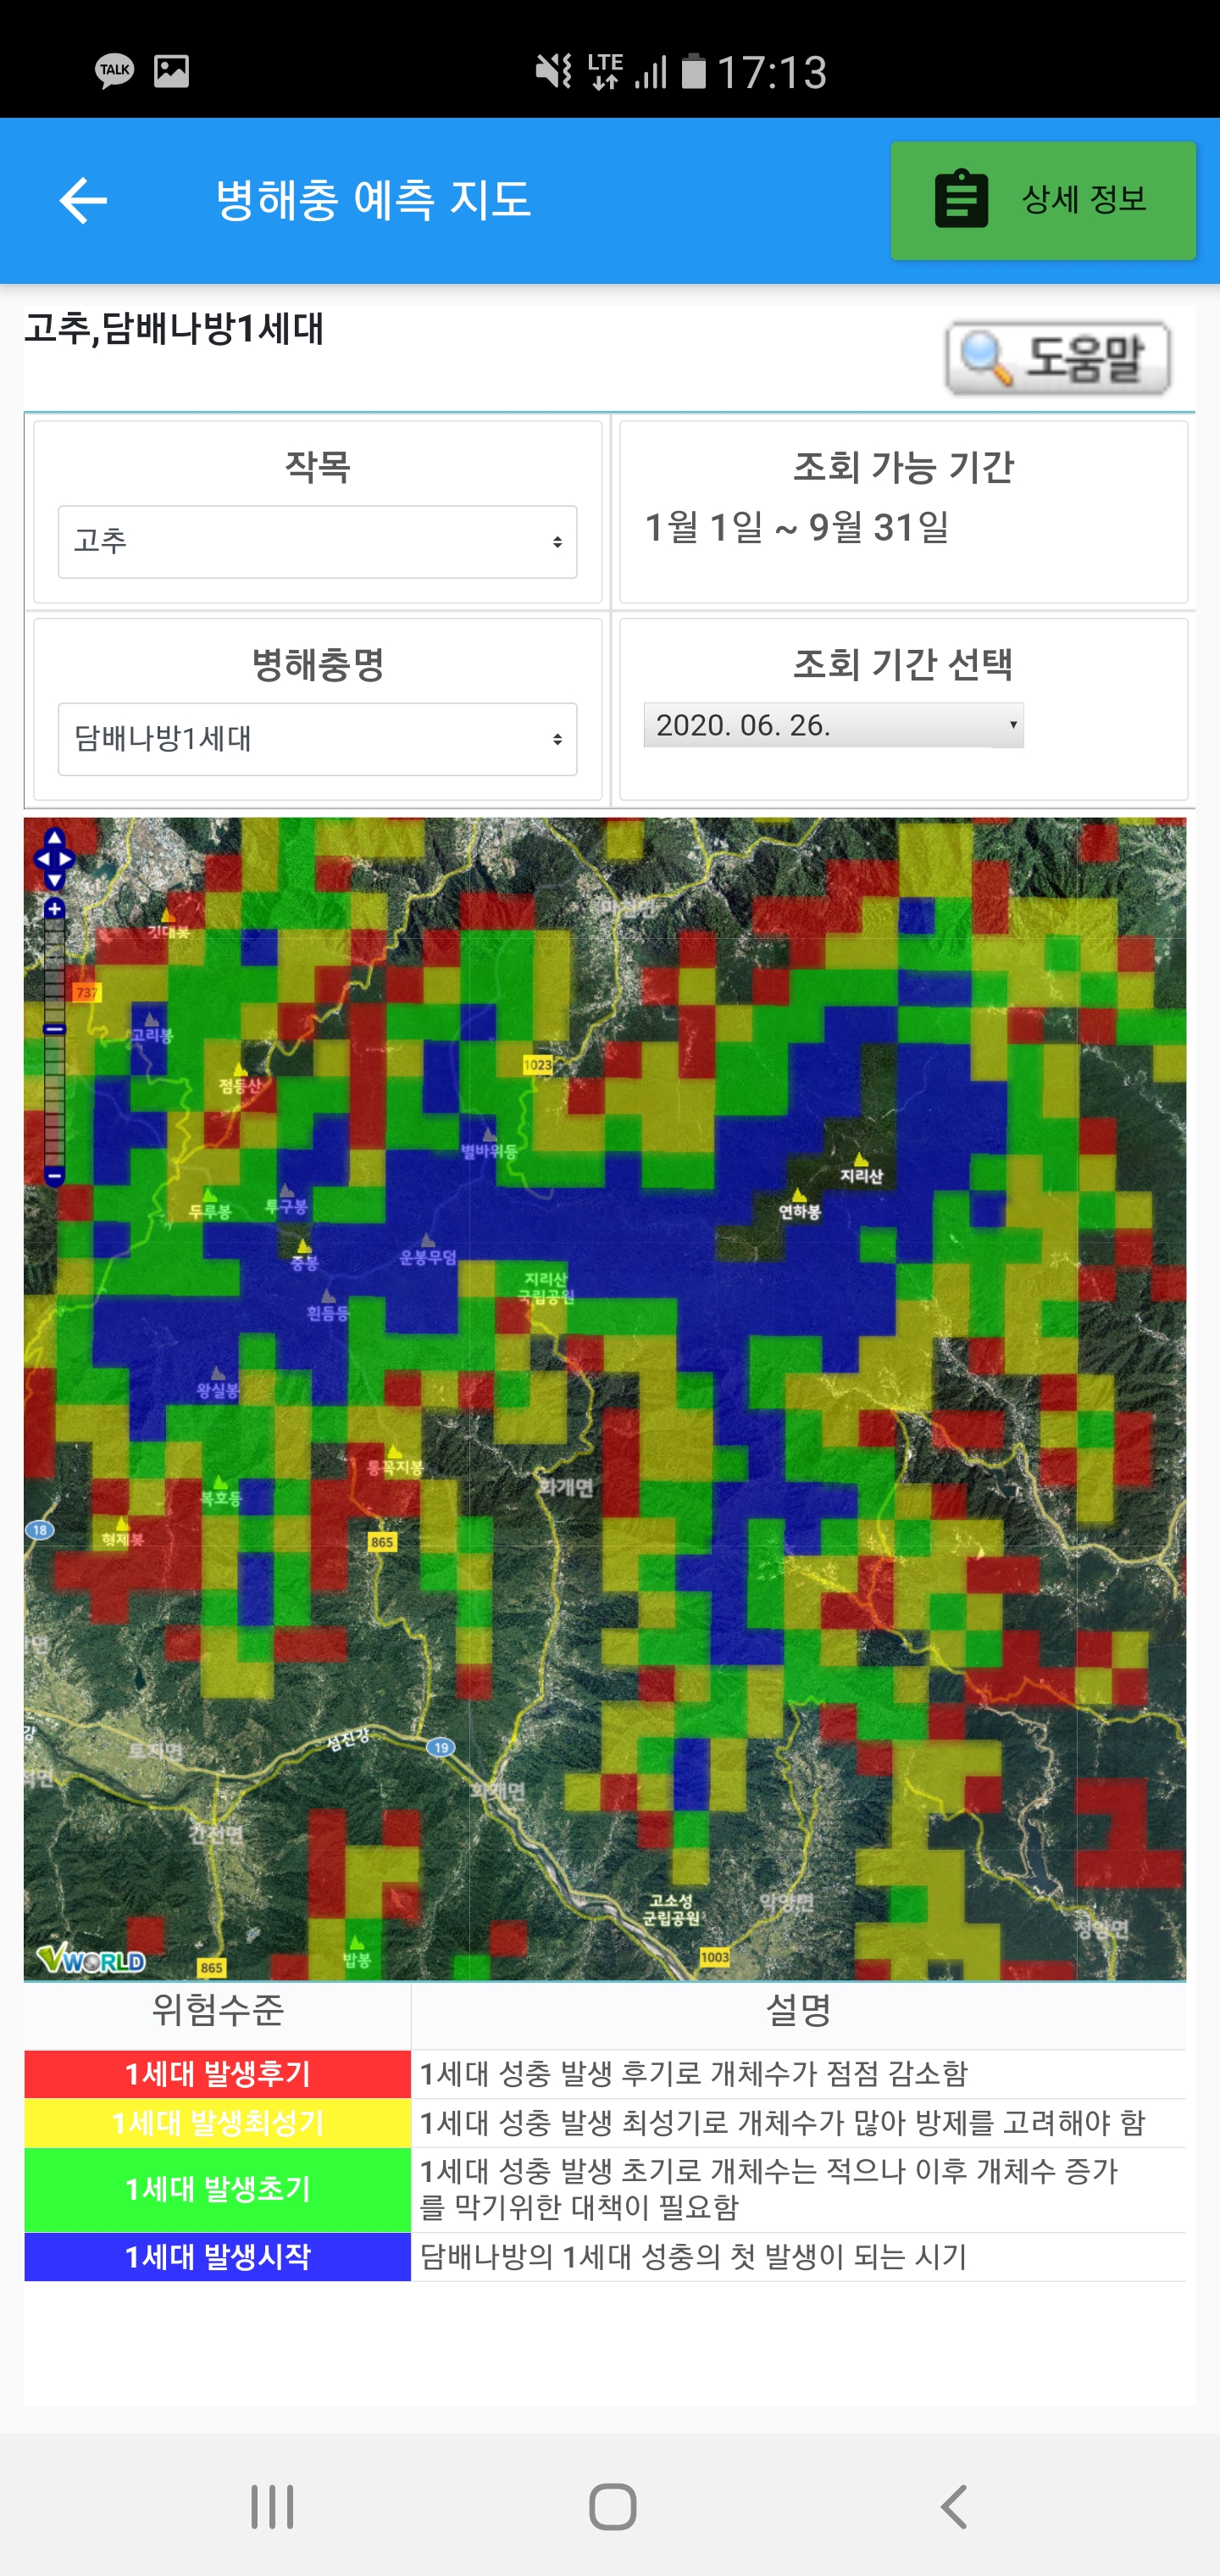 TALK
LTE
17:13
병해충 예측 지도
상세 정보
고추,담배나방1세대
도움말
작목
조회 가능 기간
고추
1월 1일 ~ 9월 31일
병해충명
조회 기간 선택
담배나방1세대
2020. 06. 26.
마천면
깃대봉
737
고리봉
1023
점등산
별바위등
지리산
두루봉
투구봉
연하봉
중봉
운봉무덤
지리산
국립공원
흰듬등
왕실봉
통꼭지봉
화개면
복호등
18
형제봇
865
섬진강
19
토지면
화개면
간전면
고소성
군립공원
악양면
청암면
밥봉
VWORLD
865
1003
위험수준
설명
1세대 발생후기
1세대 성충 발생 후기로 개체수가 점점 감소함
1세대 발생최성기
1세대 성충 발생 최성기로 개체수가 많아 방제를 고려해야 함
1세대 발생초기
1세대 성충 발생 초기로 개체수는 적으나 이후 개체수 증가
를 막기위한 대책이 필요함
1세대 발생시작
담배나방의 1세대 성충의 첫 발생이 되는 시기